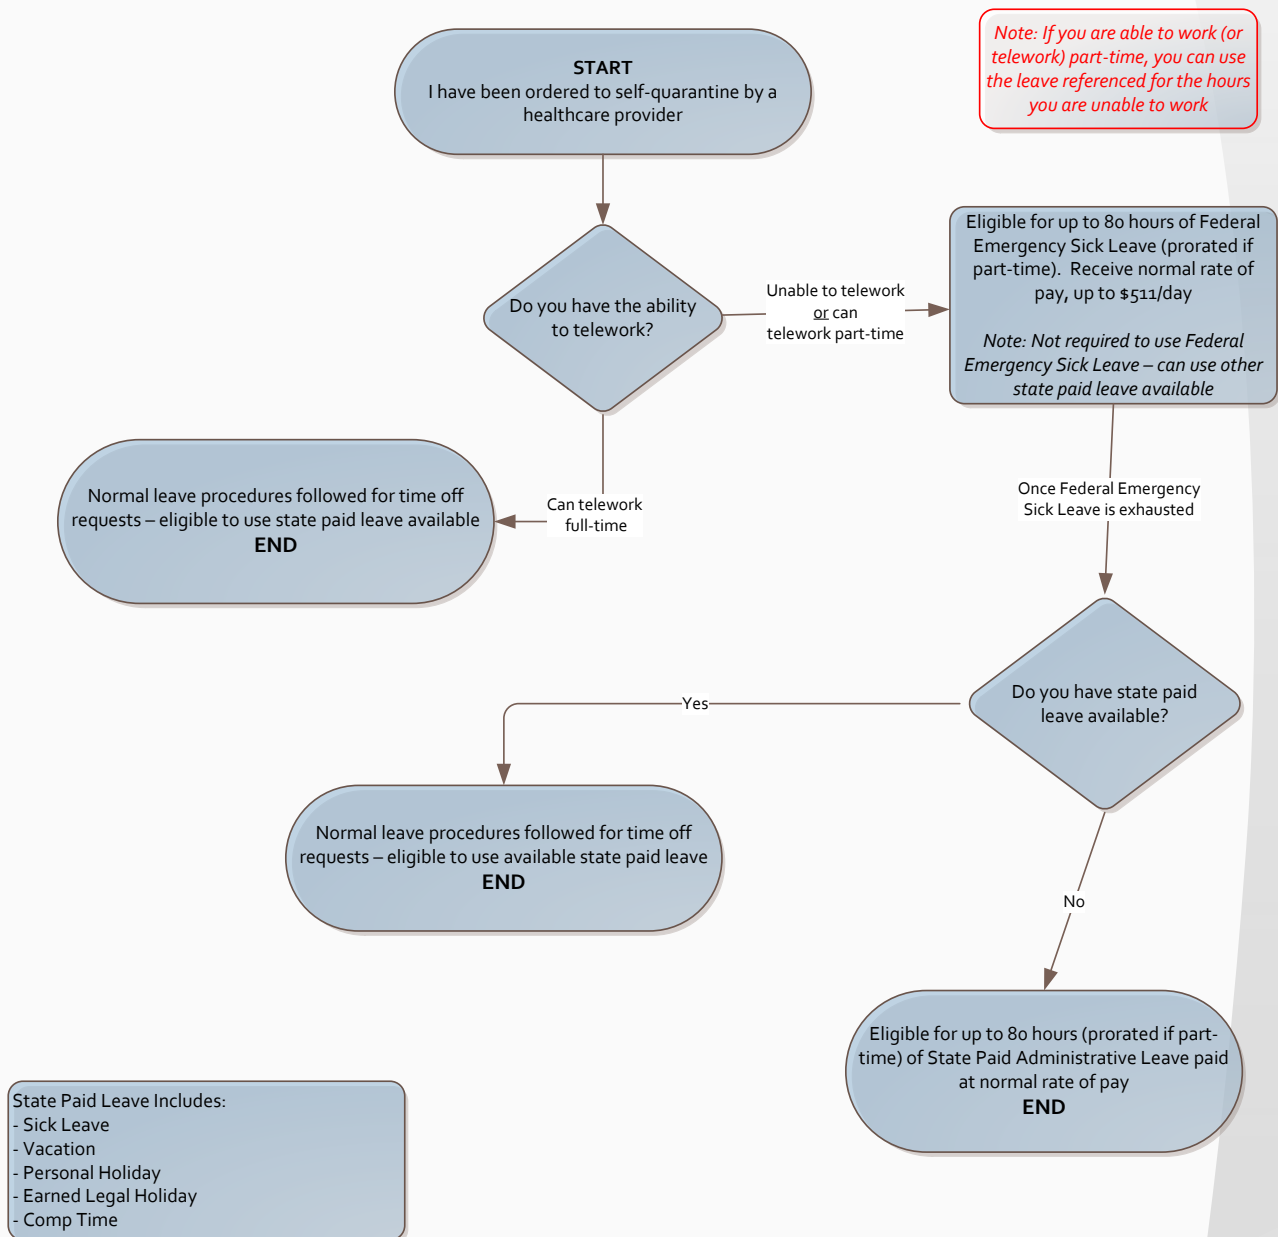 START
I have been ordered to self-quarantine by a
healthcare provider
Note: If you are able to work (or
telework) part-time, you can use
the leave referenced for the hours
you are unable to work
Do you have the ability
to telework?
Unable to telework
or can
telework part-time
Eligible for up to 80 hours of Federal
Emergency Sick Leave (prorated if
part-time).  Receive normal rate of
pay, up to $511/day
Note: Not required to use Federal
Emergency Sick Leave – can use other
state paid leave available
Can telework
full-time
Normal leave procedures followed for time off
requests – eligible to use state paid leave available
END
Once Federal Emergency
Sick Leave is exhausted
Do you have state paid
leave available?
Yes
Normal leave procedures followed for time off
requests – eligible to use available state paid leave
END
No
Eligible for up to 80 hours (prorated if part-
time) of State Paid Administrative Leave paid
at normal rate of pay
END
State Paid Leave Includes:
- Sick Leave
- Vacation
- Personal Holiday
- Earned Legal Holiday
- Comp Time